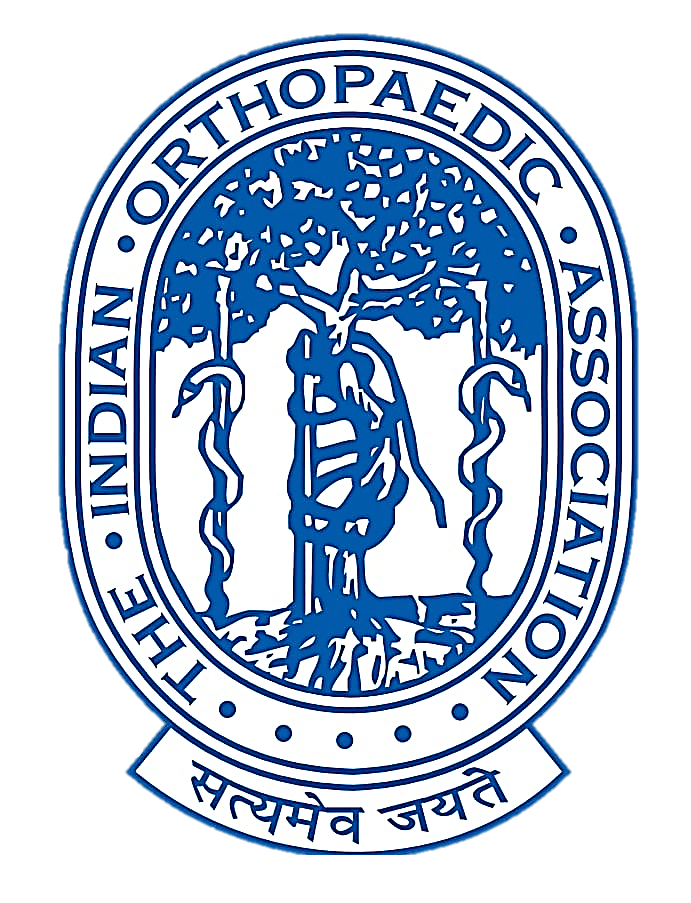 · THE · INDIAN · ORTHOPAEDIC · ASSOCIATION
सत्यमेव जयते